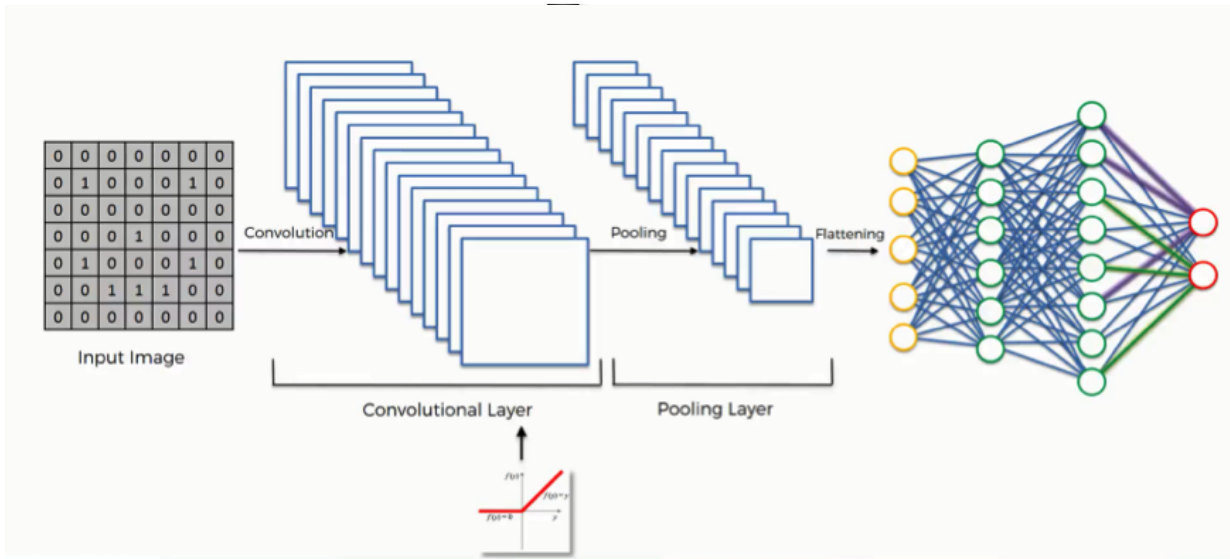 0 0 0 0 0 0 0
0 1 0 0 0 1 0
0 0 0 0 0 0 0
0 0 0 1 0 0 0
0 1 0 0 0 1 0
0 0 1 1 1 0 0
0 0 0 0 0 0 0
Input Image
Convolution
Pooling
Flattening
Convolutional Layer
Pooling Layer
f(y)
f(y)=y
f(y)=0
y